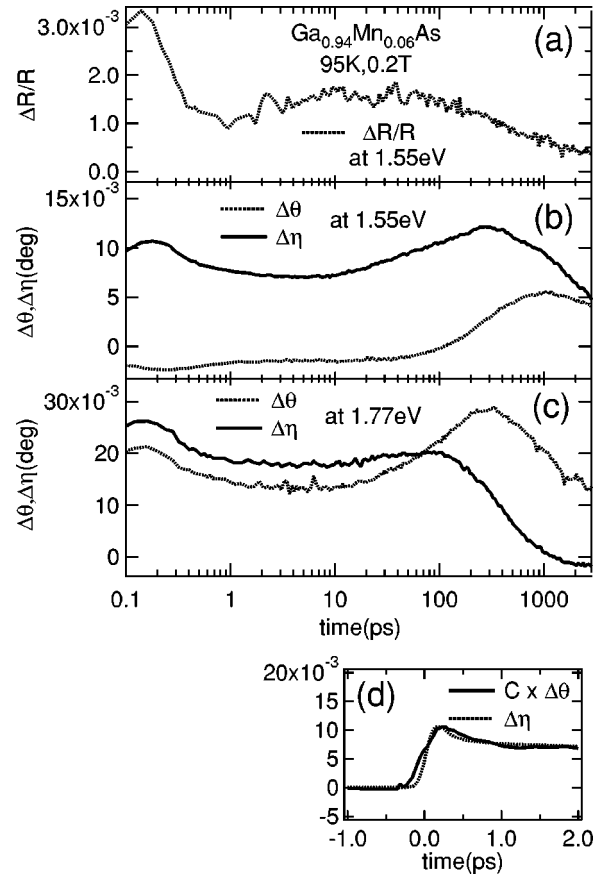 Ga0.94Mn0.06As
(a)
95K,0.2T
3.0x10-3
2.0
1.0
0.0
ΔR/R
ΔR/R
at 1.55eV
15x10-3
10
5
0
Δθ,Δη(deg)
Δθ
Δη
at 1.55eV
(b)
30x10-3
20
10
0
Δθ,Δη(deg)
Δθ
Δη
at 1.77eV
(c)
0.1 1 10 100 1000
time(ps)
20x10-3
15
10
5
0
-5
(d)
C x Δθ
Δη
-1.0 0.0 1.0 2.0
time(ps)